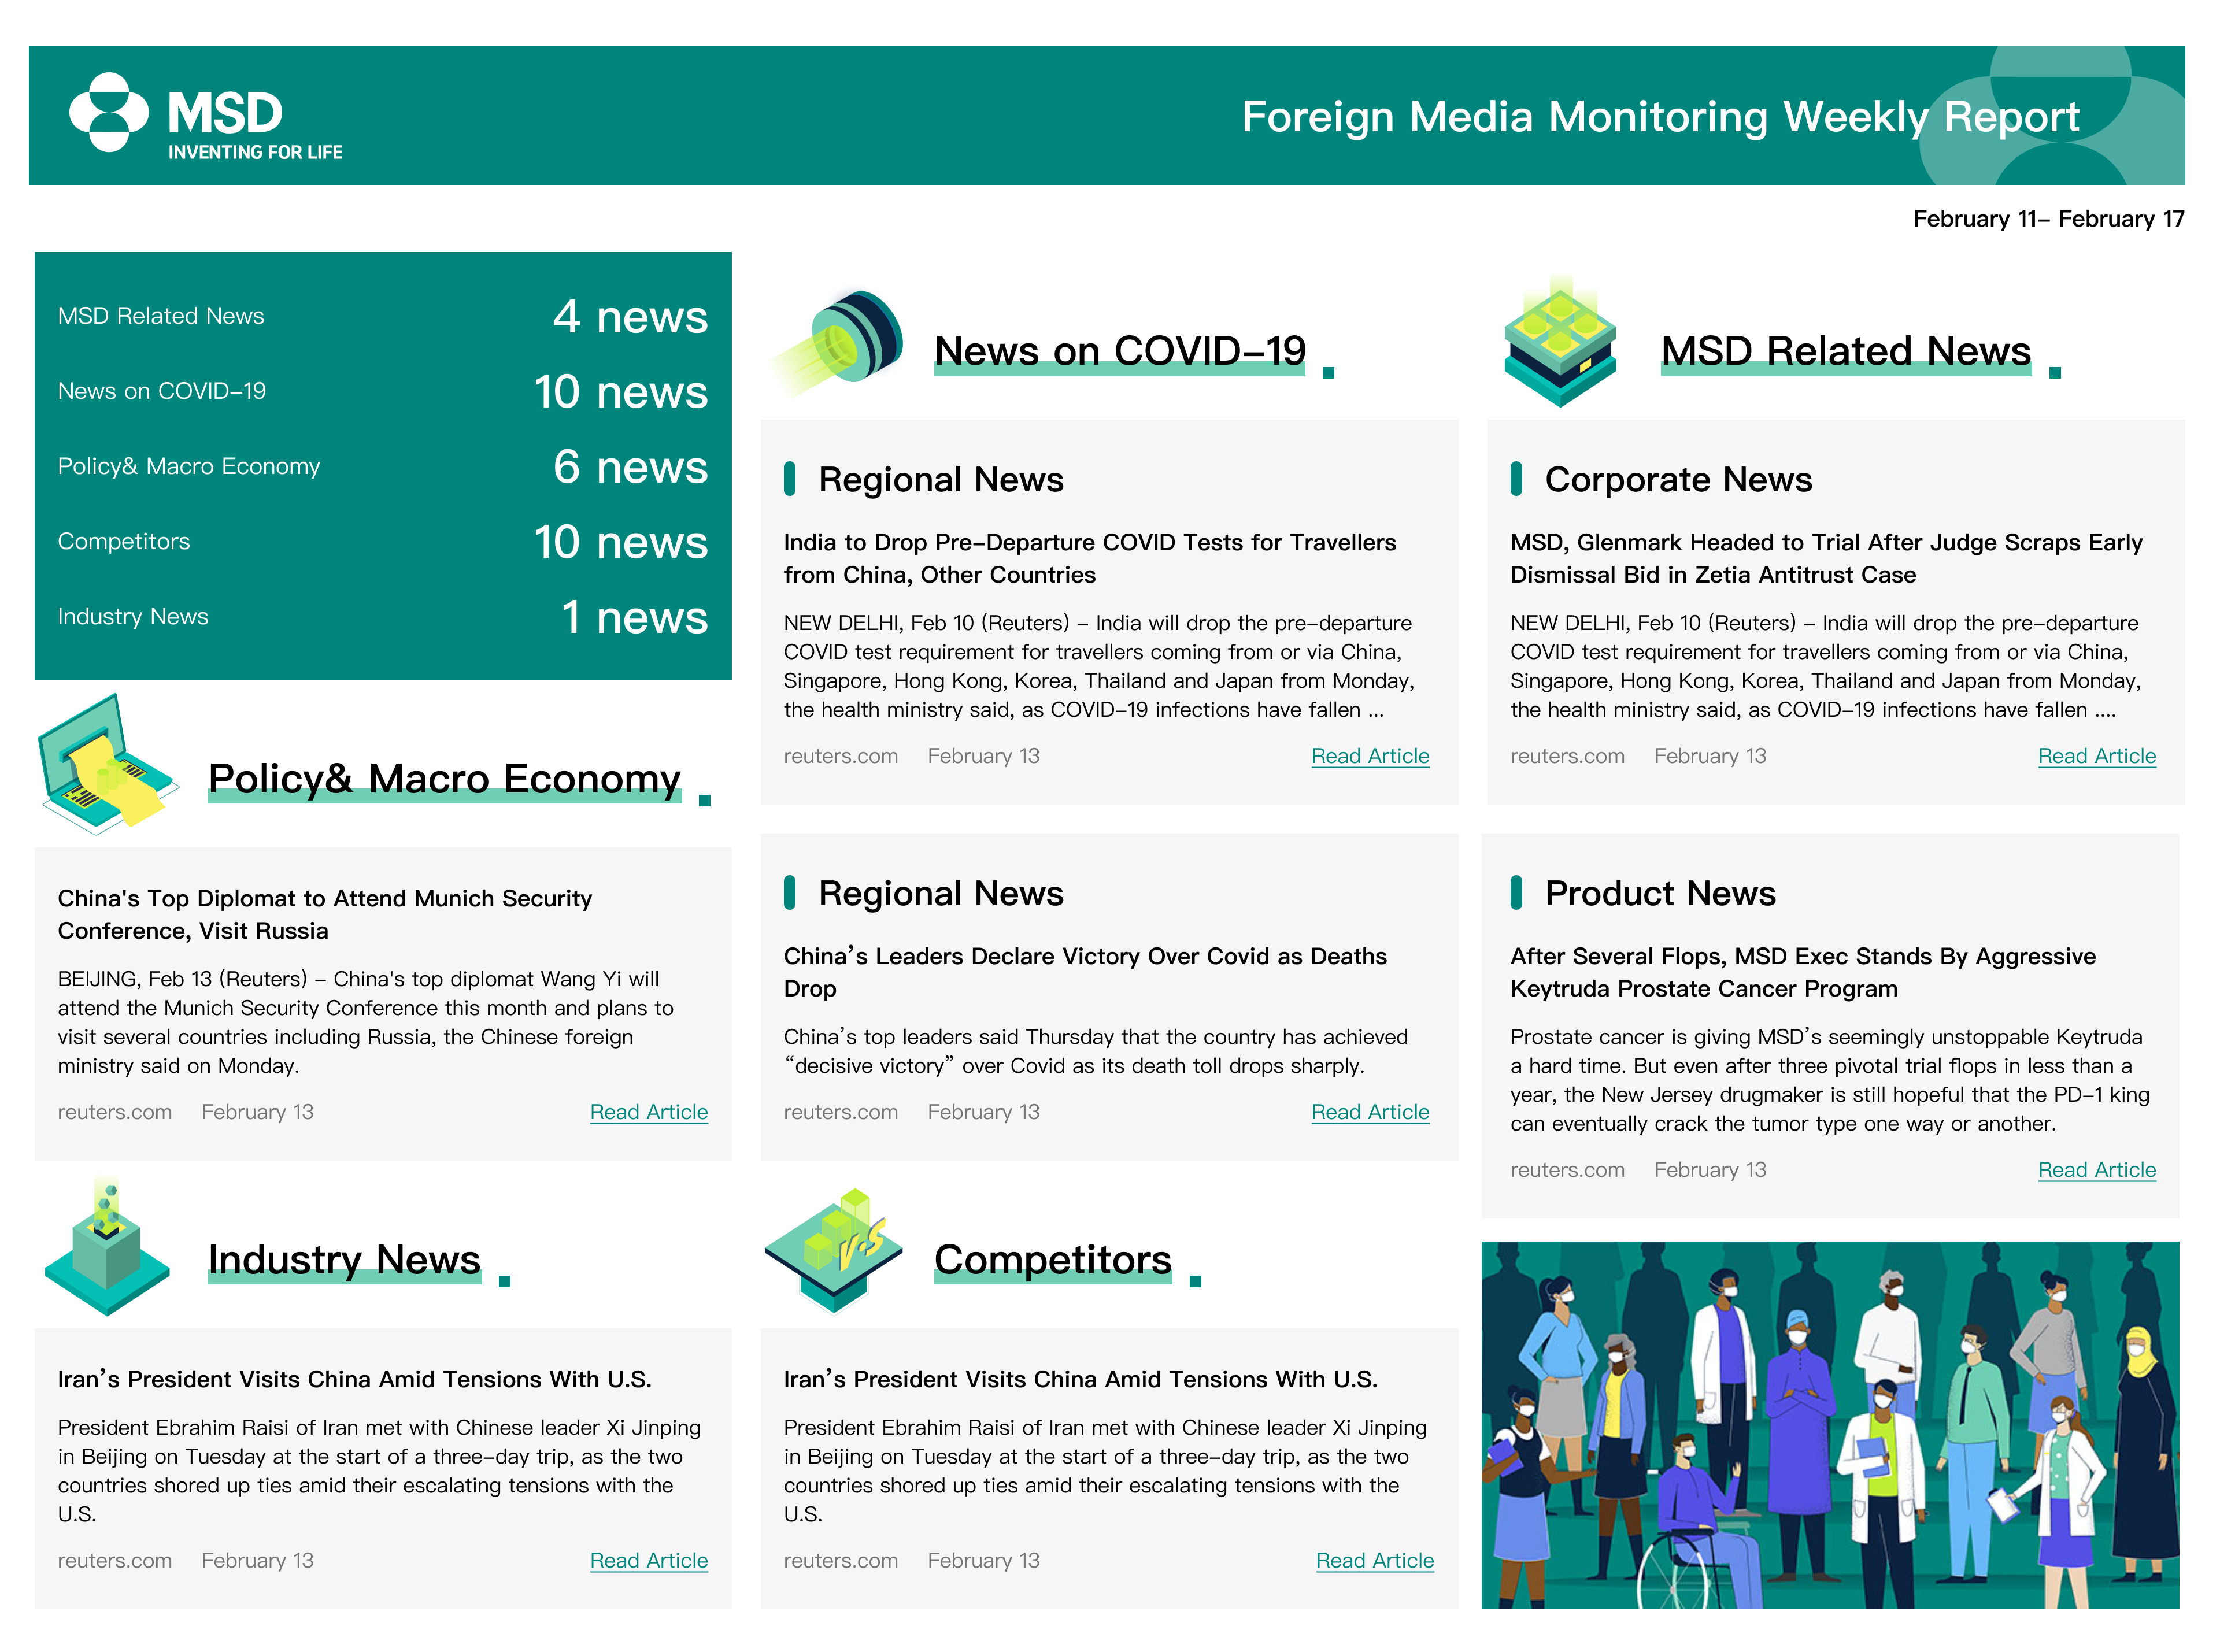 MSD
INVENTING FOR LIFE
Foreign Media Monitoring Weekly Report
February 11– February 17
MSD Related News 4 news
News on COVID–19 10 news
Policy& Macro Economy 6 news
Competitors 10 news
Industry News 1 news
Policy& Macro Economy
China's Top Diplomat to Attend Munich Security
Conference, Visit Russia
BEIJING, Feb 13 (Reuters) – China's top diplomat Wang Yi will
attend the Munich Security Conference this month and plans to
visit several countries including Russia, the Chinese foreign
ministry said on Monday.
reuters.com February 13 Read Article
Industry News
Iran’s President Visits China Amid Tensions With U.S.
President Ebrahim Raisi of Iran met with Chinese leader Xi Jinping
in Beijing on Tuesday at the start of a three–day trip, as the two
countries shored up ties amid their escalating tensions with the
U.S.
reuters.com February 13 Read Article
News on COVID–19
Regional News
India to Drop Pre–Departure COVID Tests for Travellers
from China, Other Countries
NEW DELHI, Feb 10 (Reuters) – India will drop the pre–departure
COVID test requirement for travellers coming from or via China,
Singapore, Hong Kong, Korea, Thailand and Japan from Monday,
the health ministry said, as COVID–19 infections have fallen ...
reuters.com February 13 Read Article
Regional News
China’s Leaders Declare Victory Over Covid as Deaths
Drop
China’s top leaders said Thursday that the country has achieved
“decisive victory” over Covid as its death toll drops sharply.
reuters.com February 13 Read Article
V.S
Competitors
Iran’s President Visits China Amid Tensions With U.S.
President Ebrahim Raisi of Iran met with Chinese leader Xi Jinping
in Beijing on Tuesday at the start of a three–day trip, as the two
countries shored up ties amid their escalating tensions with the
U.S.
reuters.com February 13 Read Article
MSD Related News
Corporate News
MSD, Glenmark Headed to Trial After Judge Scraps Early
Dismissal Bid in Zetia Antitrust Case
NEW DELHI, Feb 10 (Reuters) – India will drop the pre–departure
COVID test requirement for travellers coming from or via China,
Singapore, Hong Kong, Korea, Thailand and Japan from Monday,
the health ministry said, as COVID–19 infections have fallen ....
reuters.com February 13 Read Article
Product News
After Several Flops, MSD Exec Stands By Aggressive
Keytruda Prostate Cancer Program
Prostate cancer is giving MSD’s seemingly unstoppable Keytruda
a hard time. But even after three pivotal trial flops in less than a
year, the New Jersey drugmaker is still hopeful that the PD–1 king
can eventually crack the tumor type one way or another.
reuters.com February 13 Read Article